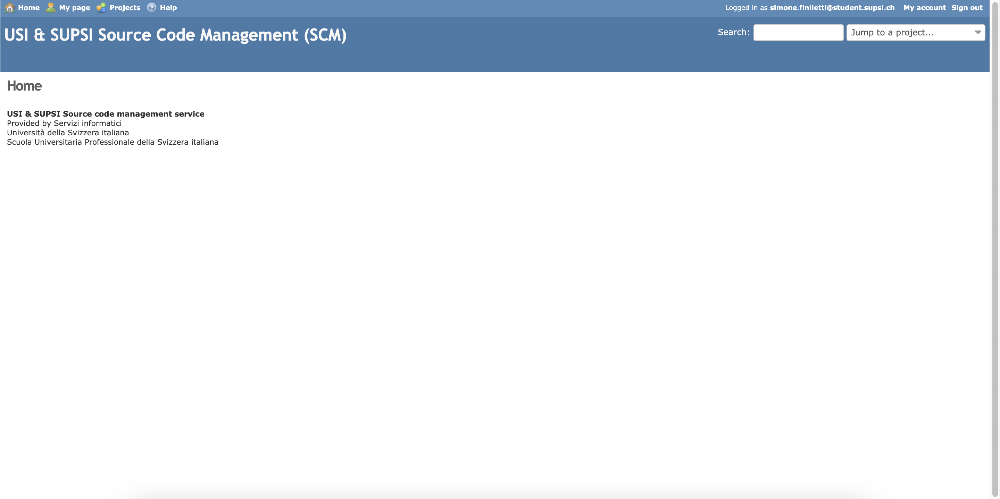 Home My page Projects Help Logged in as simone.finiletti@student.supsi.ch My account Sign out
USI & SUPSI Source Code Management (SCM) Search: Jump to a project...
Home
USI & SUPSI Source code management service
Provided by Servizi informatici
Università della Svizzera italiana
Scuola Universitaria Professionale della Svizzera italiana